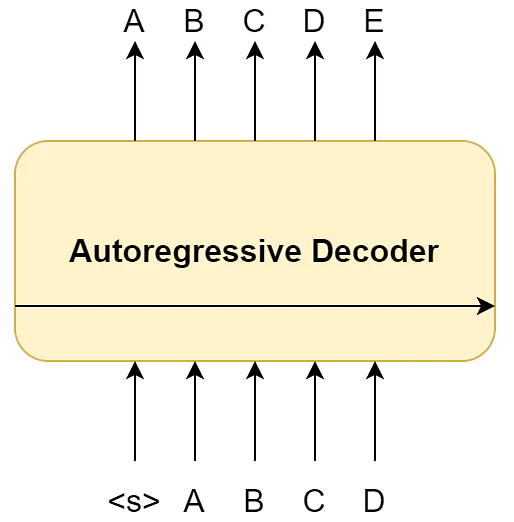 A B C D E
Autoregressive Decoder
<s> A B C D